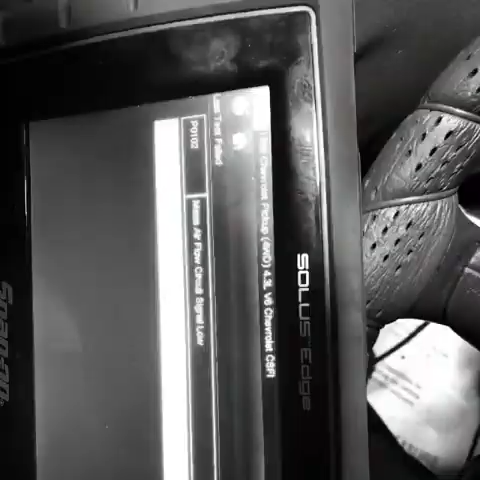 SOLUS Edge
Chevrolet Pickup (4WD) 4.3L V6 Chevrolet CSFI
Last Test Failed
P0102 Mass Air Flow Circuit Signal Low
Snap-on